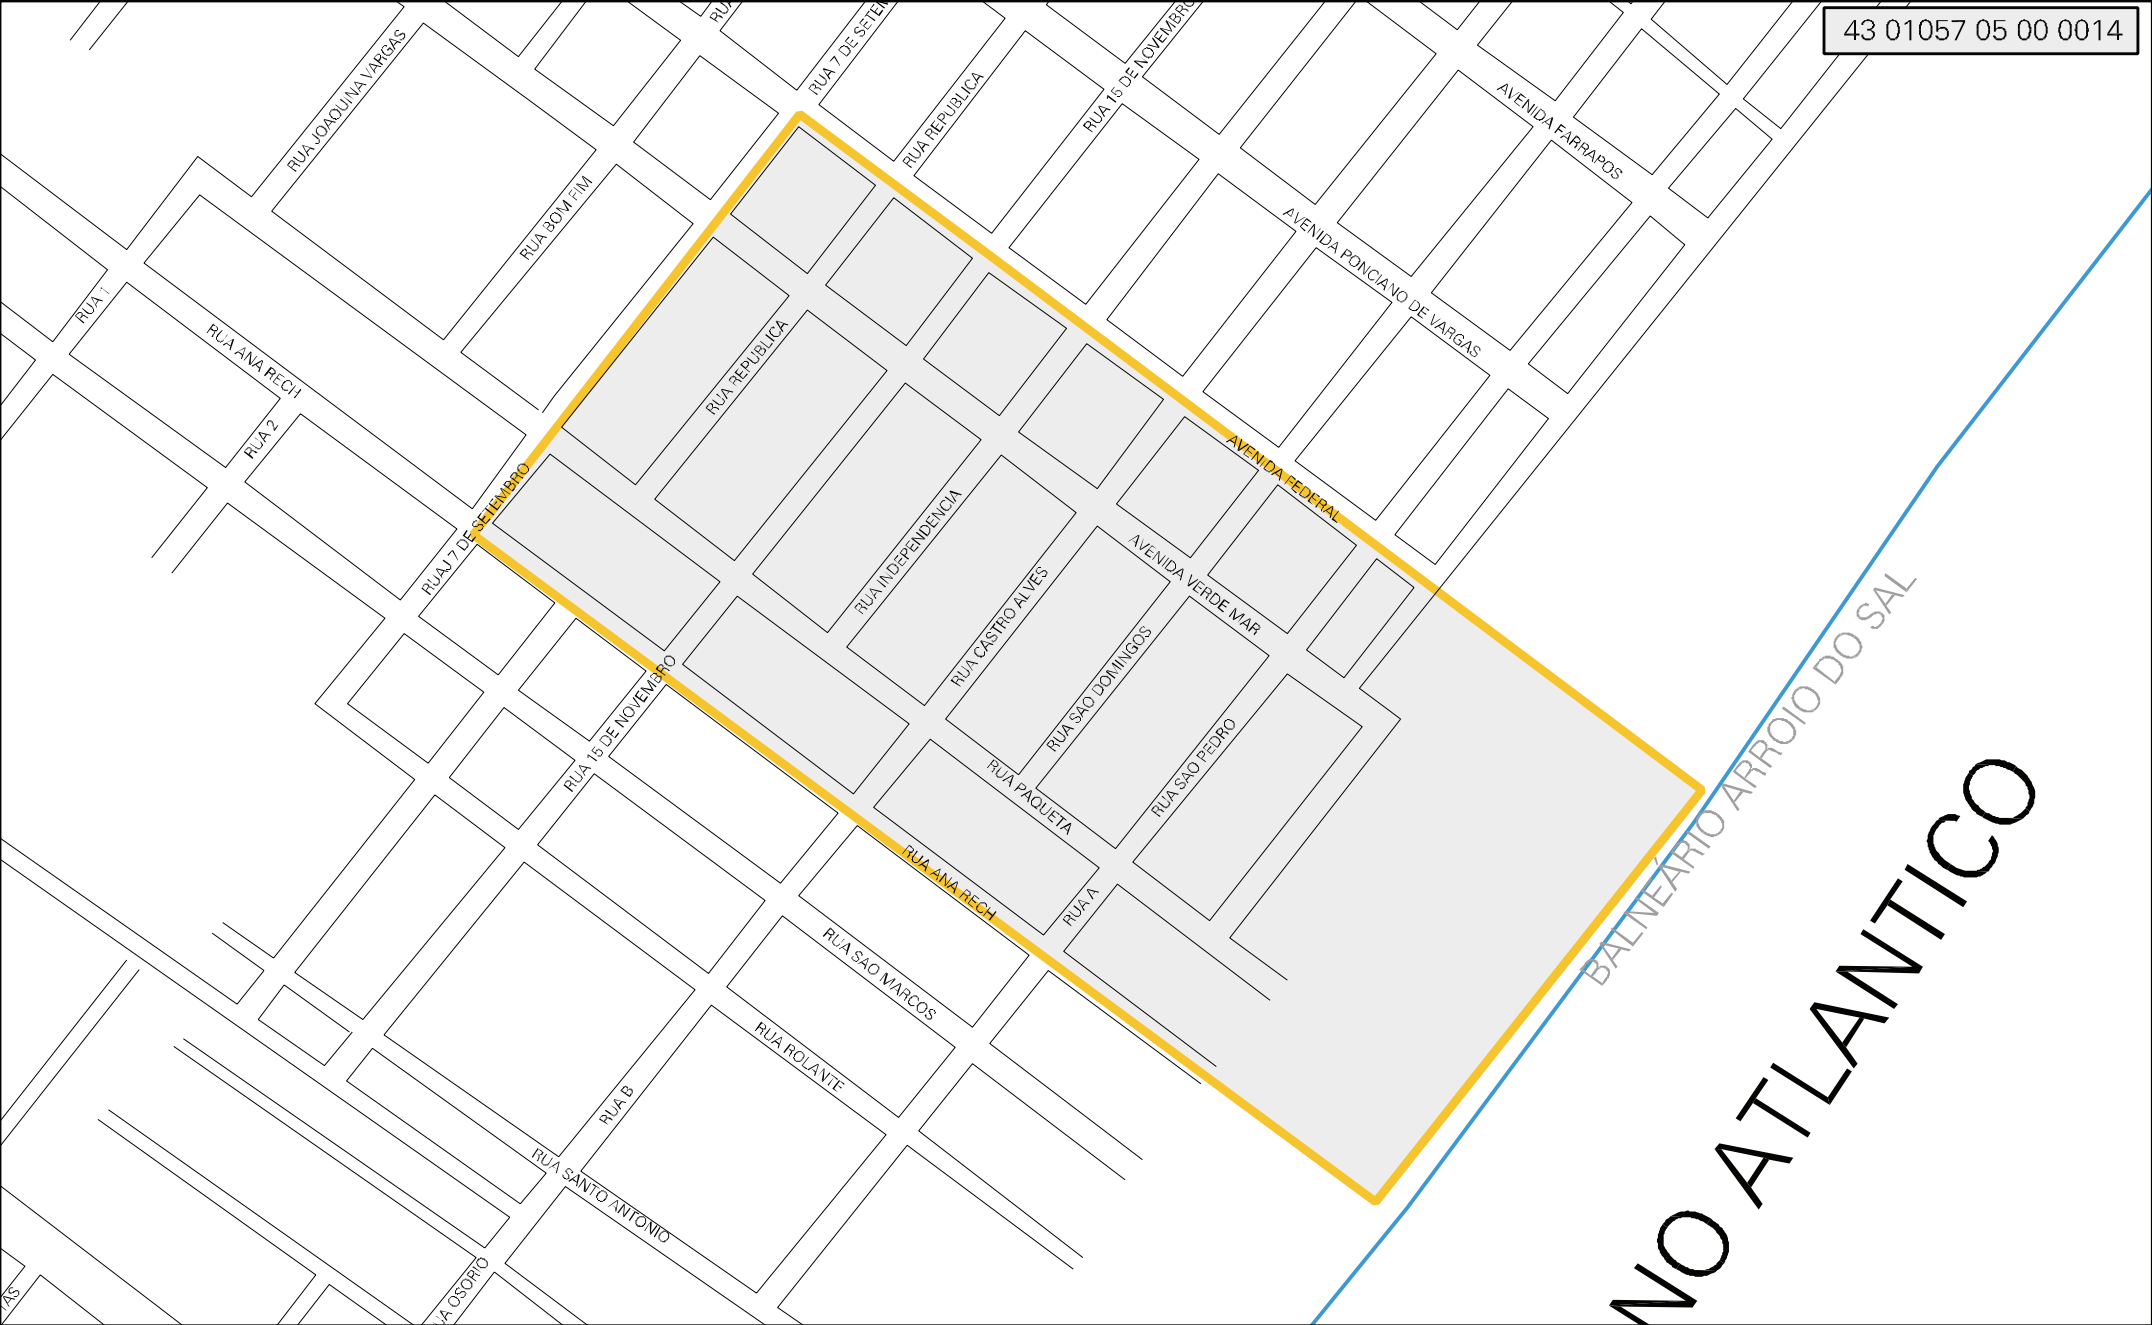 43 01057 05 00 0014
RUA 7 DE
RUA 15 DE NOVEMBRO
RUA JOAQUINA VARGAS
RUA REPUBLICA
AVENIDA FARRAPOS
RUA BOM FIM
AVENIDA PONCIANO DE VARGAS
RUA 1
RUA ANA RECH
RUA REPUBLICA
RUA 2
AVENIDA FEDERAL
RUA 7 DE SETEMBRO
RUA INDEPENDENCIA
AVENIDA VERDE MAR
RUA CASTRO ALVES
RUA SAO DOMINGOS
RUA 15 DE NOVEMBRO
RUA SAO PEDRO
RUA PAQUETA
BALNEÁRIO ARROIO DO SAL
RUA ANA RECH
RUA A
RUA SAO MARCOS
RUA ROLANTE
RUA B
RUA SANTO ANTONIO
NO ATLANTICO
OSORIO